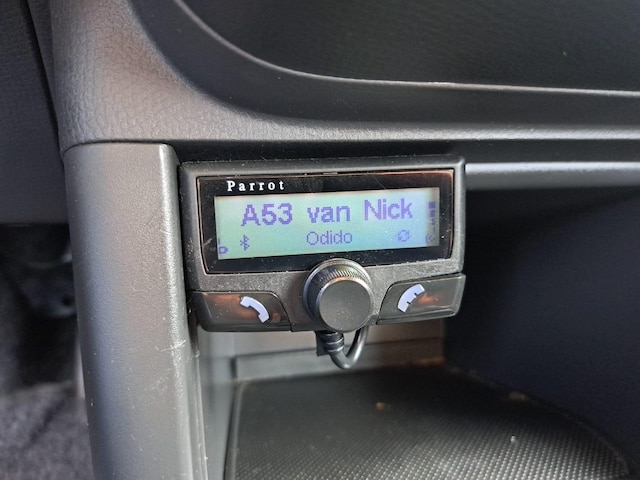 Parrot
A53 van Nick
Odido